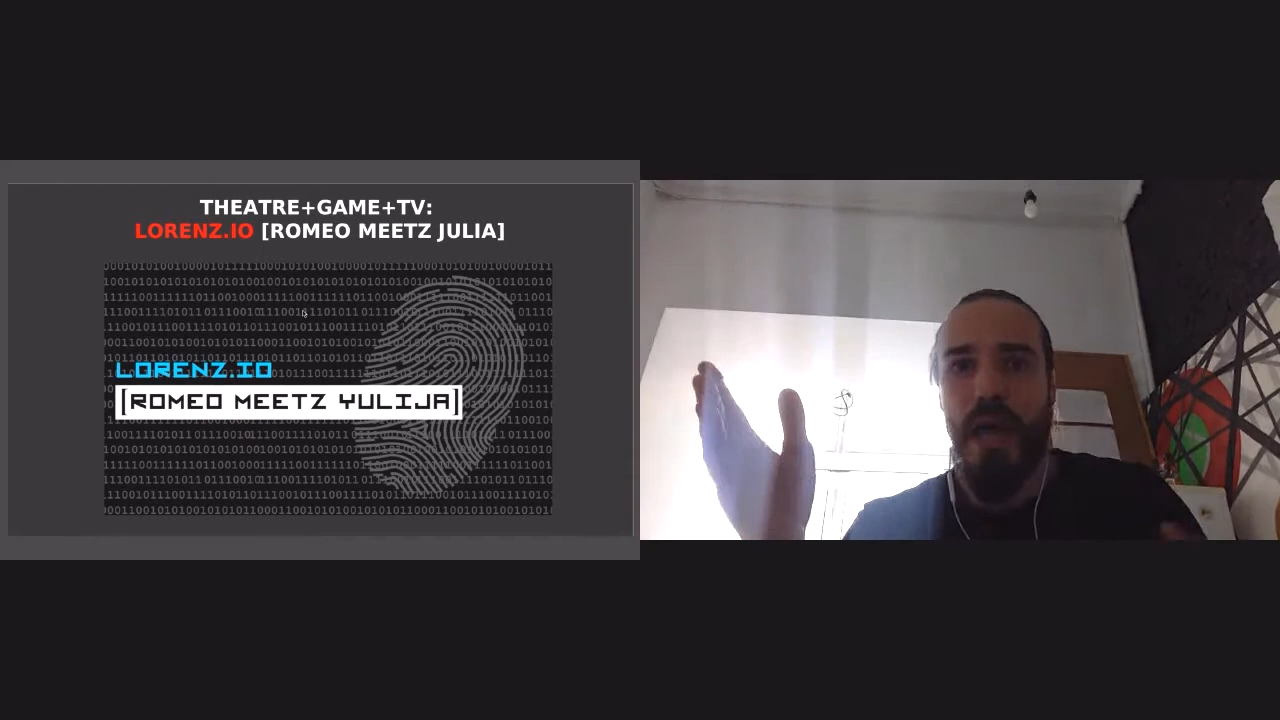 THEATRE+GAME+TV:
LORENZ.IO [ROMEO MEETZ JULIA]
LORENZ.IO
[ROMEO MEETZ YULIJA]